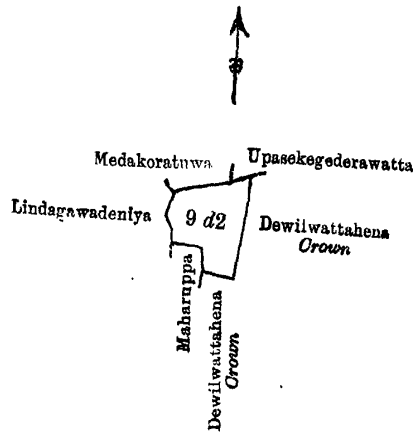 Medakoratuwa
Upasekegederawatta
Lindagawadeniya
9 d2
Dewilwattahena
Crown
Maharuppa
Dewilwattahena
Crown